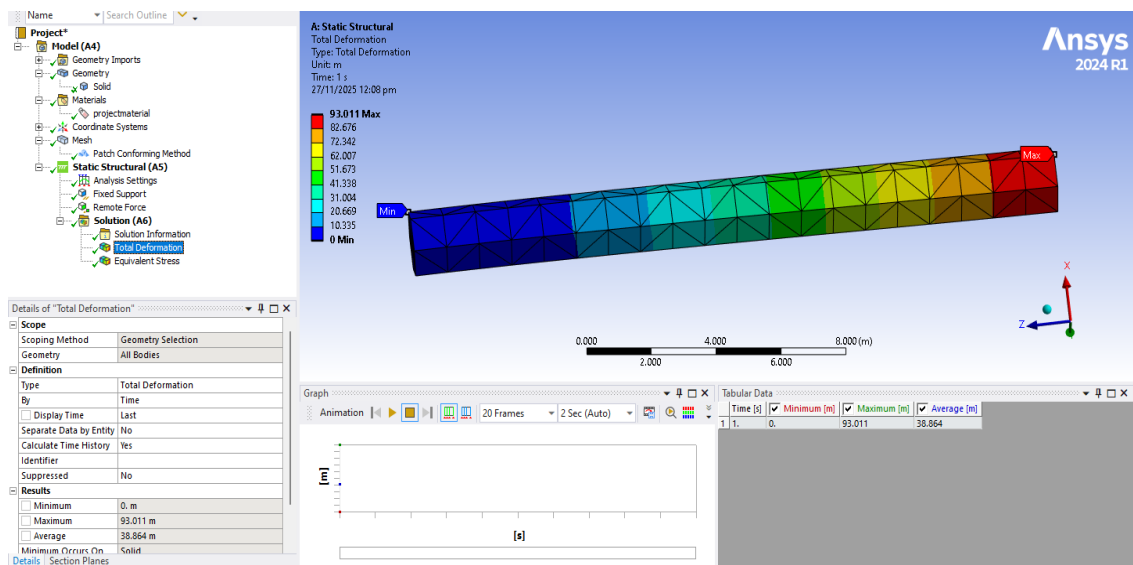 Name
Search Outline
Project*
Model (A4)
Geometry Imports
Geometry
Solid
Materials
projectmaterial
Coordinate Systems
Mesh
Patch Conforming Method
Static Structural (A5)
Analysis Settings
Fixed Support
Remote Force
Solution (A6)
Solution Information
Total Deformation
Equivalent Stress
Details of "Total Deformation"
Scope
Scoping Method Geometry Selection
Geometry All Bodies
Definition
Type Total Deformation
By Time
Display Time Last
Separate Data by Entity No
Calculate Time History Yes
Identifier
Suppressed No
Results
Minimum 0. m
Maximum 93.011 m
Average 38.864 m
Minimum Occurs On Solid
Details Section Planes
A: Static Structural
Total Deformation
Type: Total Deformation
Unit: m
Time: 1 s
27/11/2025 12:08 pm
93.011 Max
82.676
72.342
62.007
51.673
41.338
31.004
20.669
10.335
0 Min
Ansys
2024 R1
Min
Max
X
Z
0.000 4.000 8.000 (m)
2.000 6.000
Graph
Animation 20 Frames 2 Sec (Auto)
[m]
[s]
Tabular Data
Time [s] Minimum [m] Maximum [m] Average [m]
1 1. 0. 93.011 38.864